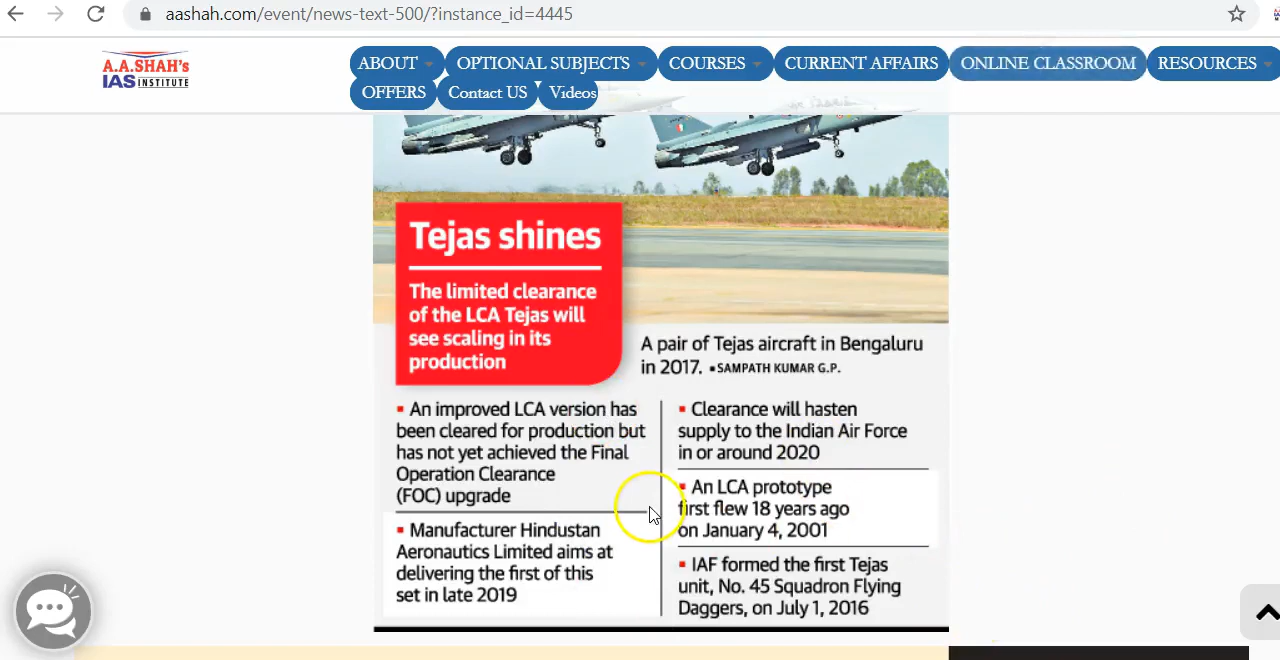 aashah.com/event/news-text-500/?instance_id=4445
A.A.SHAH's
IAS INSTITUTE
ABOUT
OPTIONAL SUBJECTS
COURSES
CURRENT AFFAIRS
ONLINE CLASSROOM
RESOURCES
OFFERS
Contact US
Videos
Tejas shines
The limited clearance
of the LCA Tejas will
see scaling in its
production
A pair of Tejas aircraft in Bengaluru
in 2017. •SAMPATH KUMAR G.P.
▪ An improved LCA version has
been cleared for production but
has not yet achieved the Final
Operation Clearance
(FOC) upgrade
▪ Manufacturer Hindustan
Aeronautics Limited aims at
delivering the first of this
set in late 2019
▪ Clearance will hasten
supply to the Indian Air Force
in or around 2020
▪ An LCA prototype
first flew 18 years ago
on January 4, 2001
▪ IAF formed the first Tejas
unit, No. 45 Squadron Flying
Daggers, on July 1, 2016